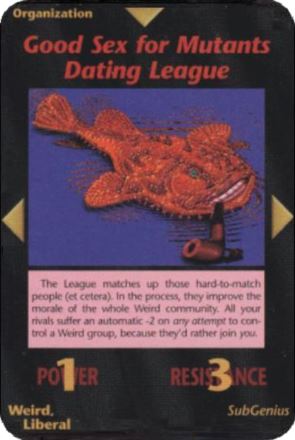 Organization
Good Sex for Mutants
Dating League
The League matches up those hard-to-match
people (et cetera). In the process, they improve the
morale of the whole Weird community. All your
rivals suffer an automatic -2 on any attempt to con-
trol a Weird group, because they'd rather join you.
POWER 1 RESISTANCE 3
Weird,
Liberal
SubGenius